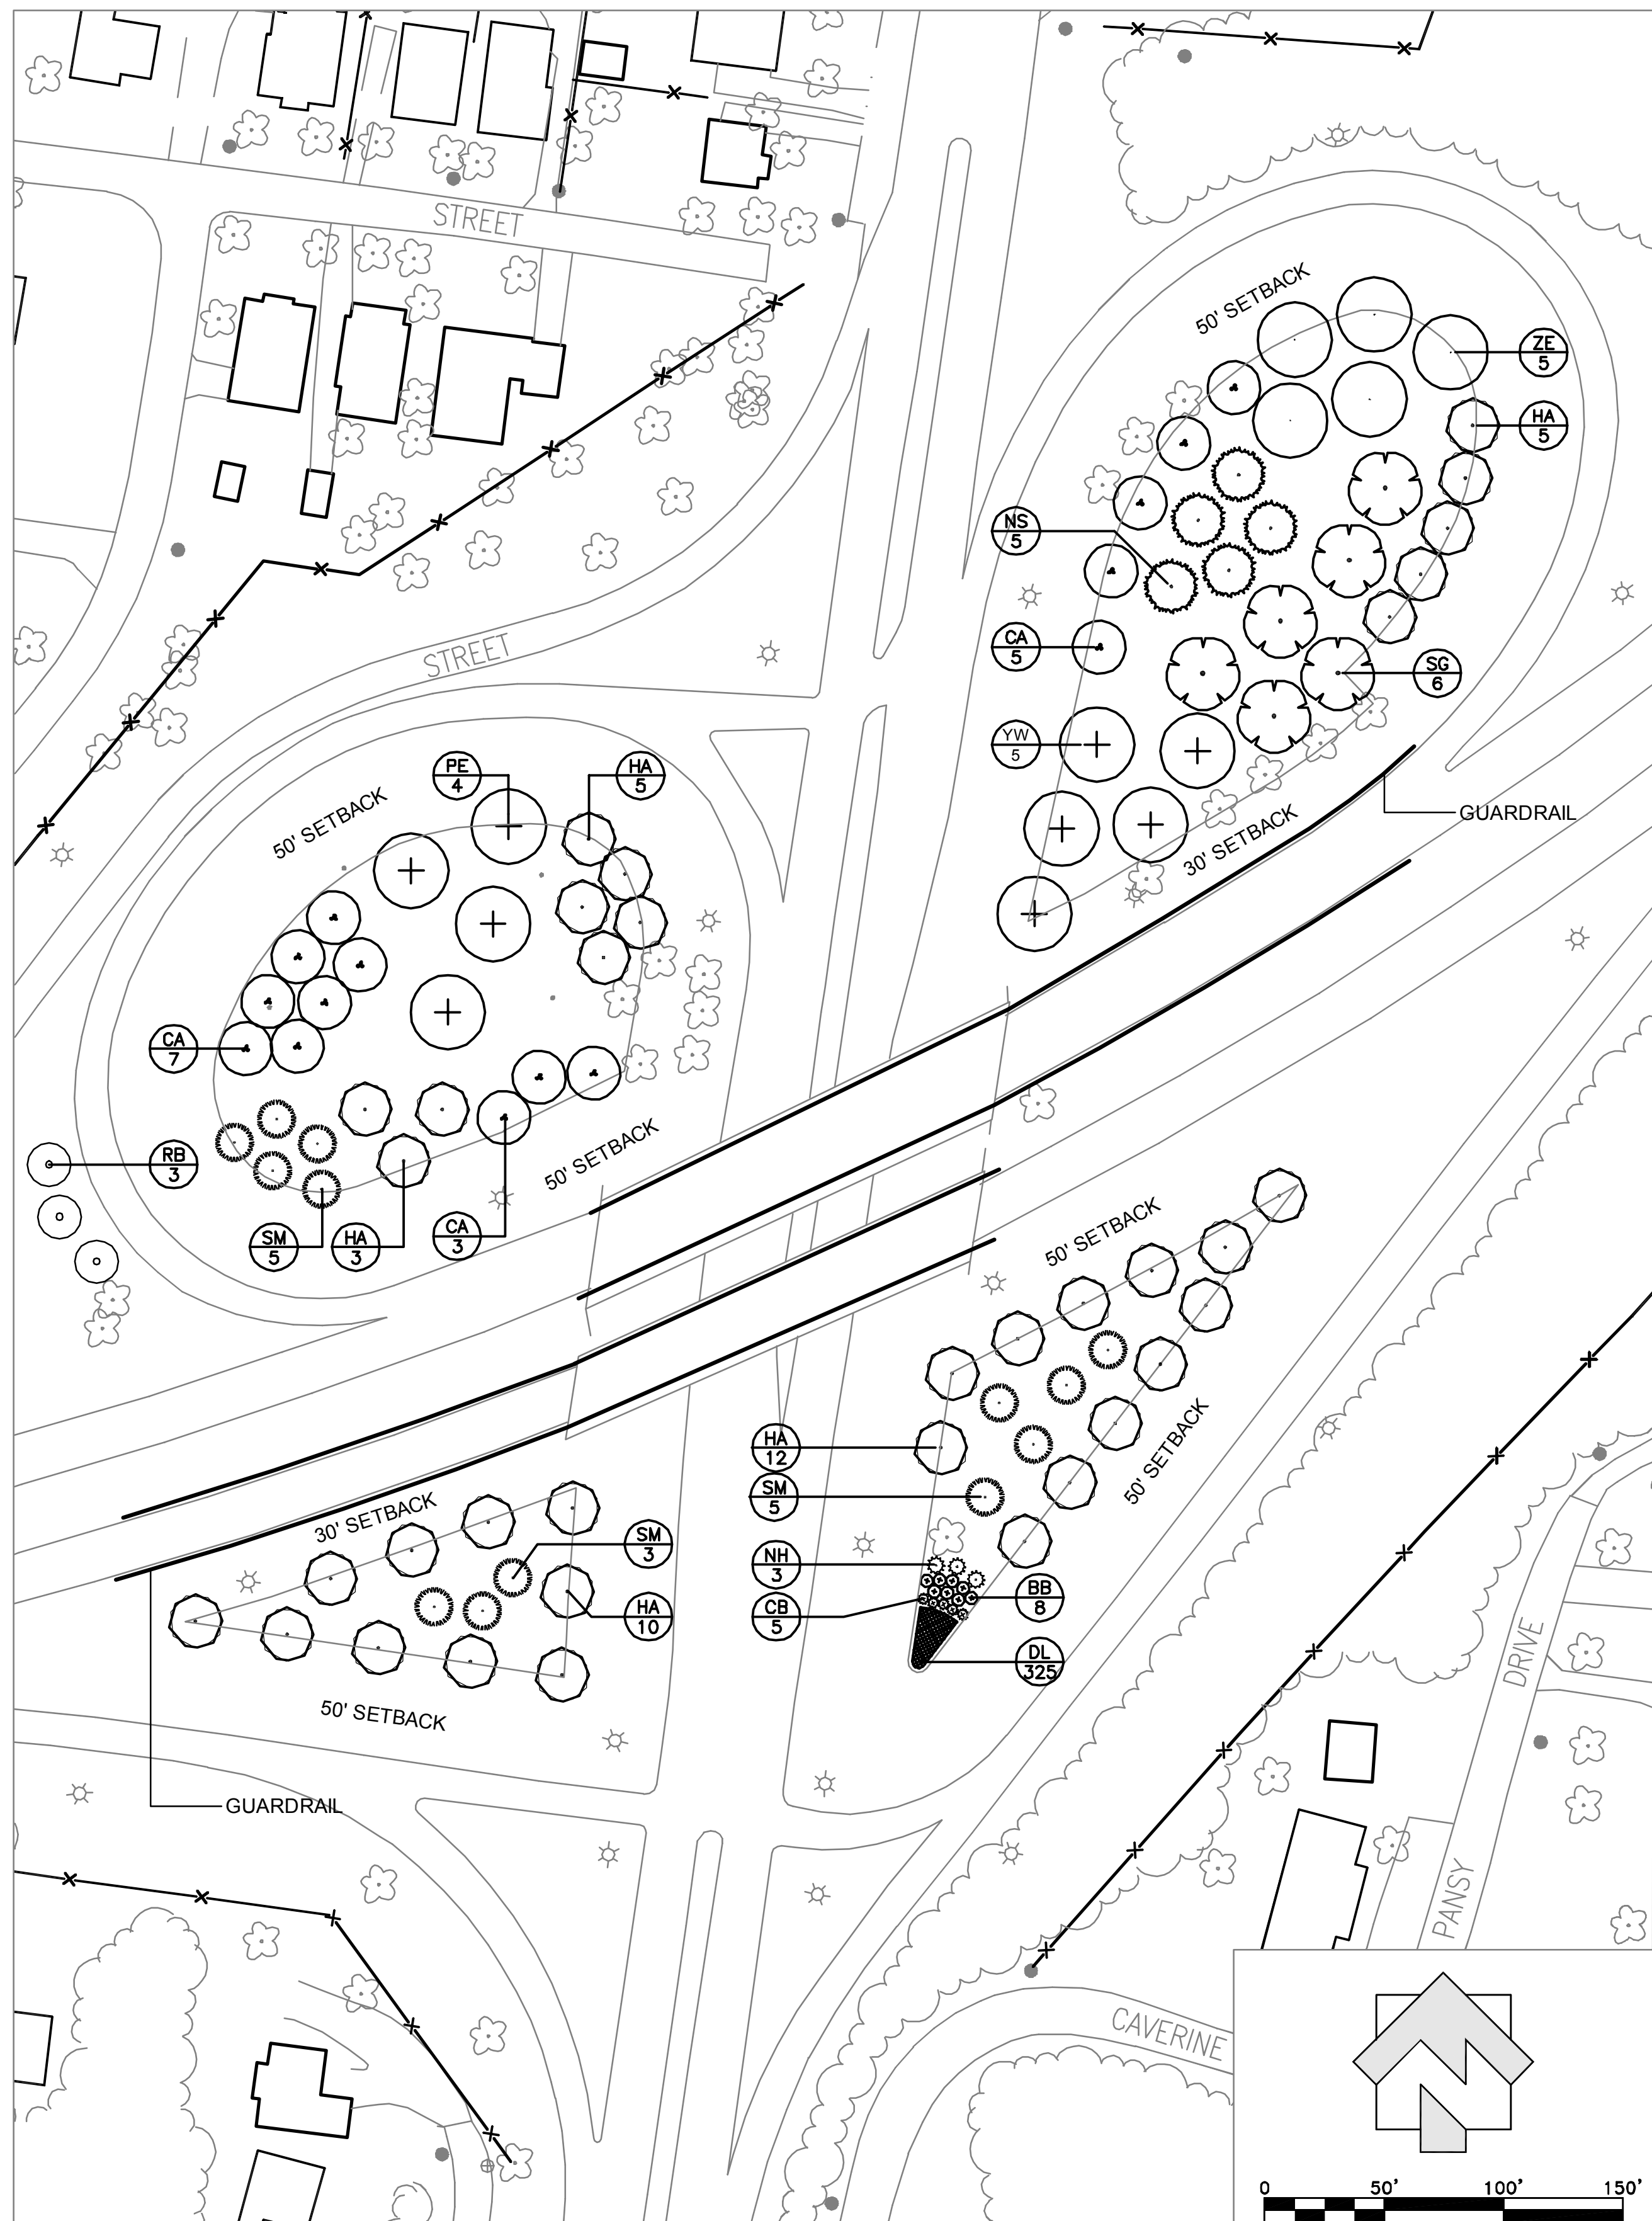 STREET
50' SETBACK
ZE
5
HA
5
NS
5
CA
5
STREET
SG
6
YW
5
PE
4
HA
5
50' SETBACK
GUARDRAIL
30' SETBACK
CA
7
RB
3
50' SETBACK
SM
5
HA
3
CA
3
50' SETBACK
HA
12
50' SETBACK
SM
5
30' SETBACK
SM
3
NH
3
BB
8
CB
5
HA
10
DL
325
50' SETBACK
GUARDRAIL
DRIVE
PANSY
CAVERINE
N
0 50' 100' 150'